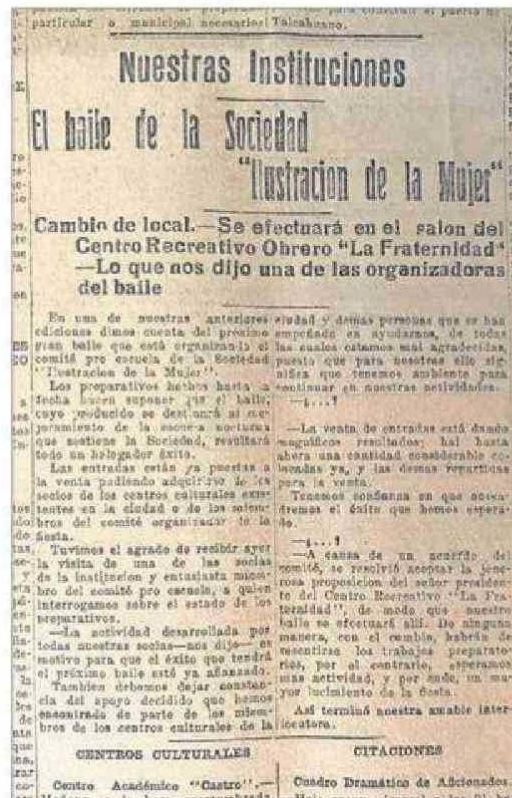 particular o municipal necesarios Talcahuano.
Nuestras Instituciones
El baile de la Sociedad
"Ilustracion de la Mujer"
Cambio de local.—Se efectuará en el salon del
Centro Recreativo Obrero "La Fraternidad"
—Lo que nos dijo una de las organizadoras
del baile
En una de nuestras anteriores
ediciones dimos cuenta del próximo
gran baile que está organizando el
comité pro escuela de la Sociedad
"Ilustracion de la Mujer".
Los preparativos hechos hasta la
fecha hacen suponer que el baile,
cuyo producido se destinará al me-
joramiento de la escuela nocturna
que sostiene la Sociedad, resultará
todo un halagador éxito.
Las entradas están ya puestas a
la venta pudiendo adquirirse de los
socios de los centros culturales exis-
tentes en la ciudad o de los miem-
bros del comité organizador de la
fiesta.
Tuvimos el agrado de recibir ayer
la visita de una de las socias
de la institucion y entusiasta miem-
bro del comité pro escuela, a quien
interrogamos sobre el estado de los
preparativos.
—La actividad desarrollada por
todas nuestras socias—nos dijo— es
motivo para que el éxito que tendrá
el próximo baile esté ya afianzado.
Tambien debemos dejar constan-
cia del apoyo decidido que hemos
encontrado de parte de los miem-
bros de los centros culturales de la
ciudad y demas personas que se han
empeñado en ayudarnos, de todas
las cuales estamos mui agradecidas,
puesto que para nosotras ello sig-
nifica que tenemos ambiente para
continuar en nuestras actividades.
—¿...?
—La venta de entradas está dando
magníficos resultados; hai hasta
ahora una cantidad considerable co-
locadas ya, y las demas repartidas
para la venta.
Tenemos confianza en que
dremos el éxito que hemos espera-
do.
—¿...?
—A causa de un acuerdo del
comité, se resolvió aceptar la jene-
rosa proposicion del señor presiden-
te del Centro Recreativo "La Fra-
ternidad", de modo que nuestro
baile se efectuará allí. De ninguna
manera, con el cambio, habrán de
resentirse los trabajos preparato-
rios, por el contrario, esperamos
mas actividad, y por ende, un ma-
yor lucimiento de la fiesta.
Así terminó nuestra amable inter-
locutora.
CENTROS CULTURALES
Centro Académico "Castro".—
CITACIONES
Cuadro Dramático de Aficionados.